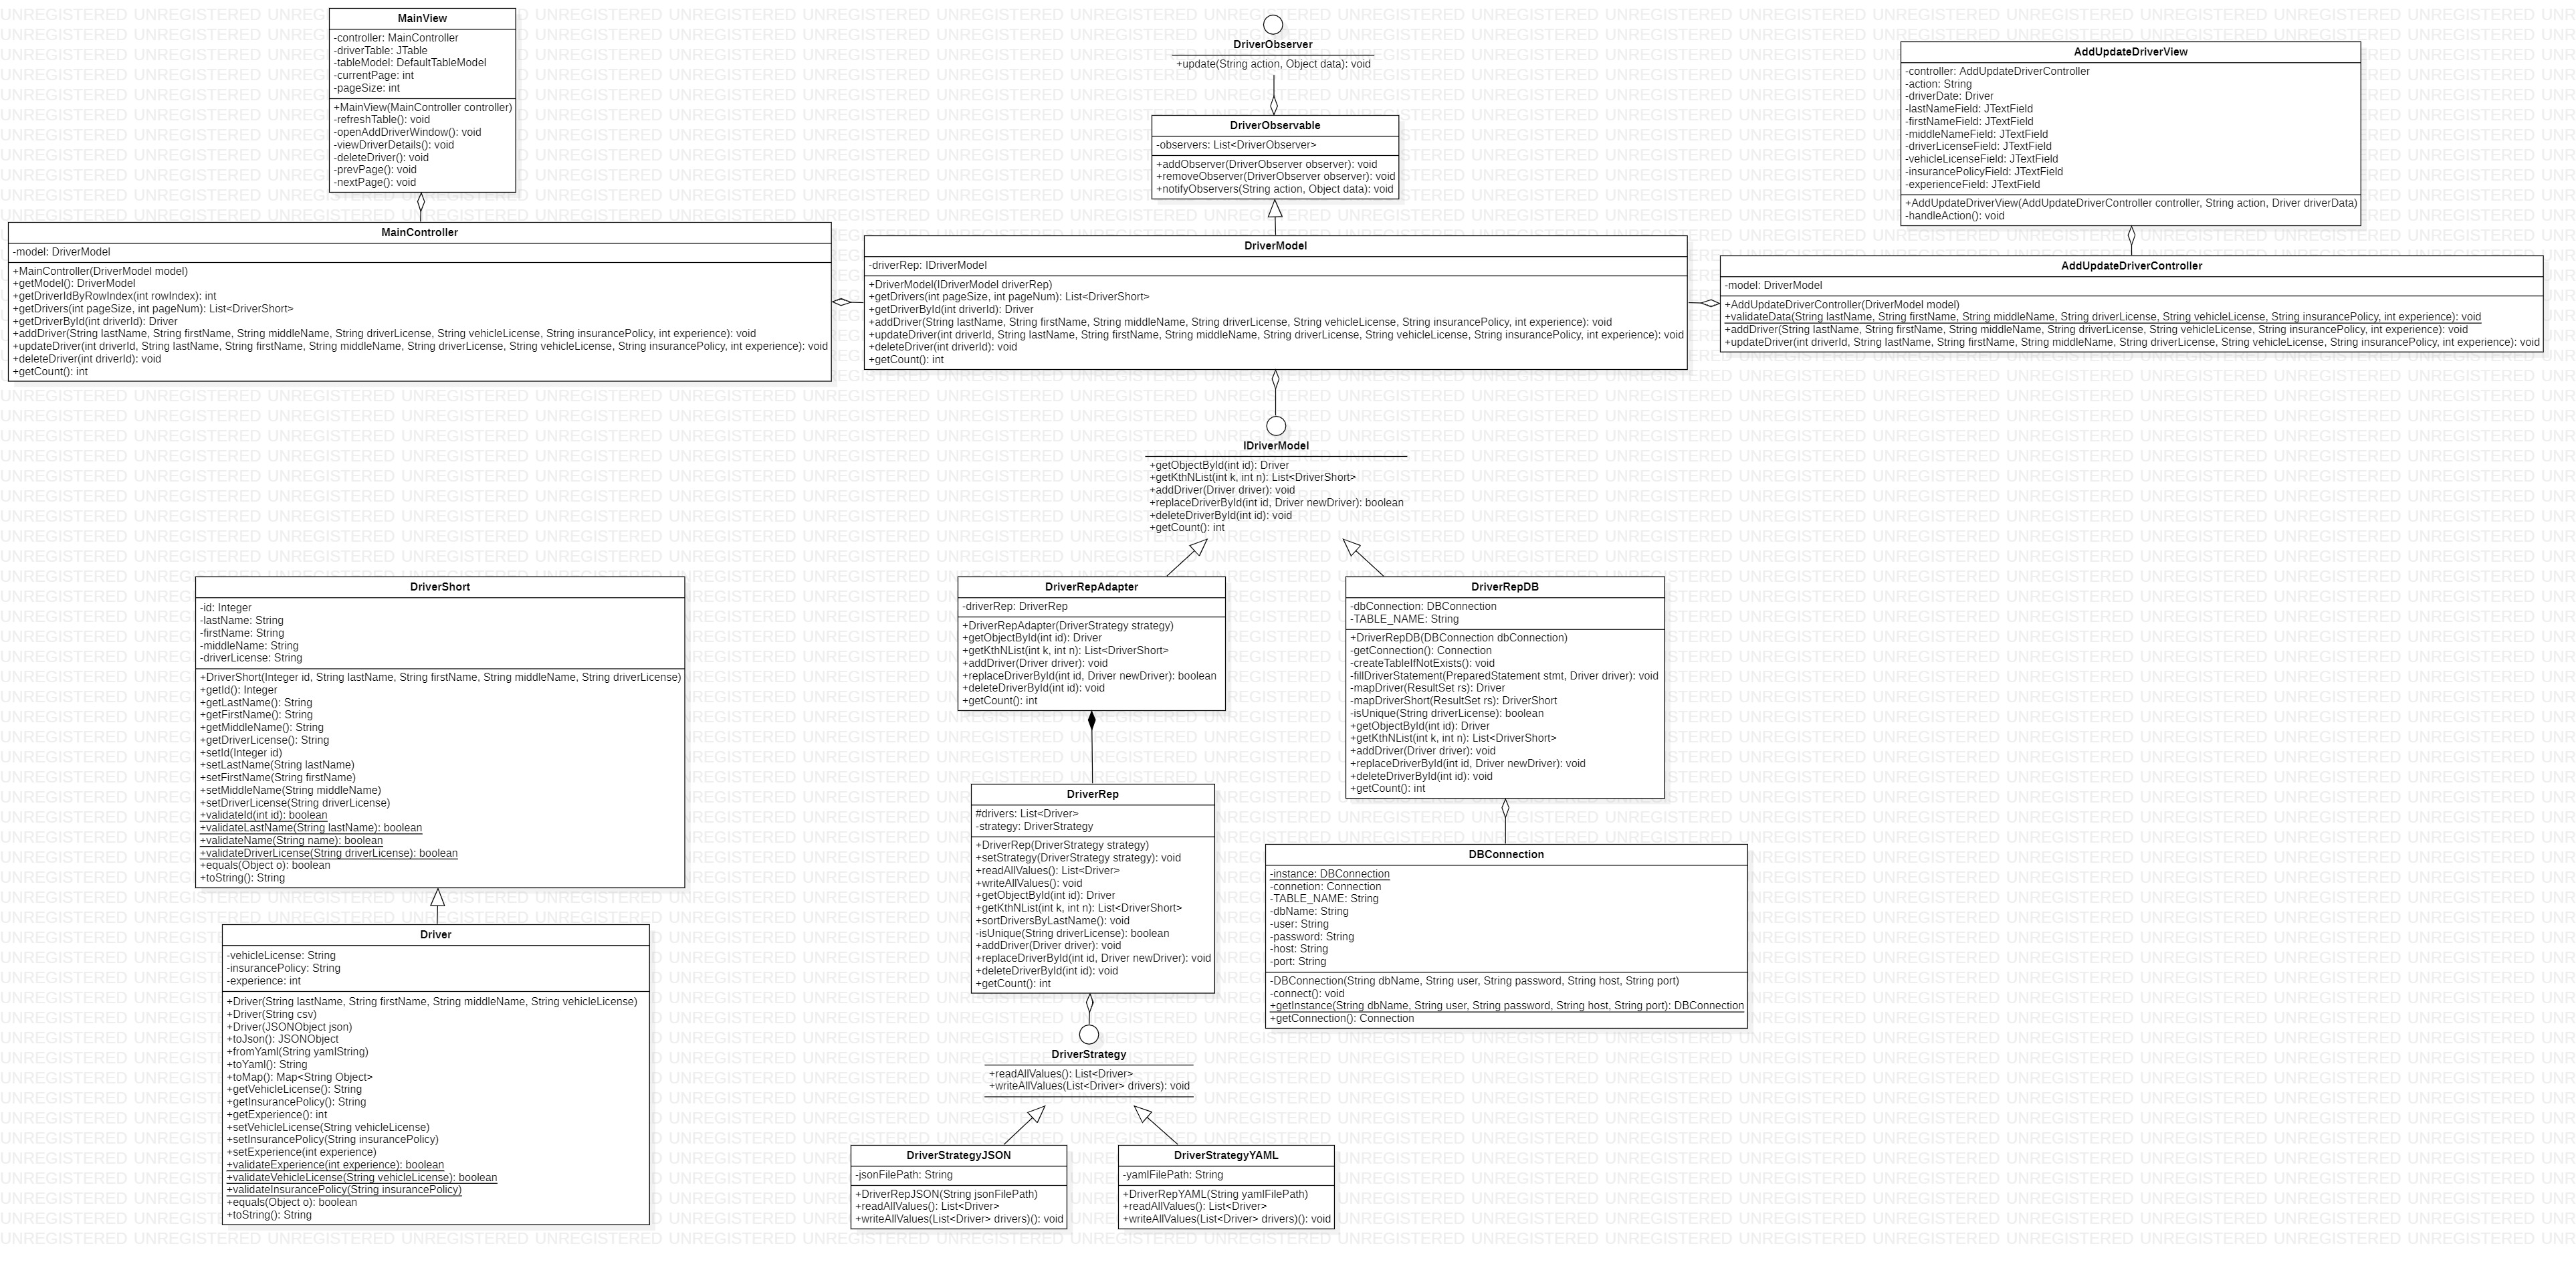 MainView
-controller: MainController
-driverTable: JTable
-tableModel: DefaultTableModel
-currentPage: int
-pageSize: int
+MainView(MainController controller)
-refreshTable(): void
-openAddDriverWindow(): void
-viewDriverDetails(): void
-deleteDriver(): void
-prevPage(): void
-nextPage(): void
MainController
-model: DriverModel
+MainController(DriverModel model)
+getModel(): DriverModel
+getDriverIdByRowIndex(int rowIndex): int
+getDrivers(int pageSize, int pageNum): List<DriverShort>
+getDriverById(int driverId): Driver
+addDriver(String lastName, String firstName, String middleName, String driverLicense, String vehicleLicense, String insurancePolicy, int experience): void
+updateDriver(int driverId, String lastName, String firstName, String middleName, String driverLicense, String vehicleLicense, String insurancePolicy, int experience): void
+deleteDriver(int driverId): void
+getCount(): int
DriverObserver
+update(String action, Object data): void
DriverObservable
-observers: List<DriverObserver>
+addObserver(DriverObserver observer): void
+removeObserver(DriverObserver observer): void
+notifyObservers(String action, Object data): void
DriverModel
-driverRep: IDriverModel
+DriverModel(IDriverModel driverRep)
+getDrivers(int pageSize, int pageNum): List<DriverShort>
+getDriverById(int driverId): Driver
+addDriver(String lastName, String firstName, String middleName, String driverLicense, String vehicleLicense, String insurancePolicy, int experience): void
+updateDriver(int driverId, String lastName, String firstName, String middleName, String driverLicense, String vehicleLicense, String insurancePolicy, int experience): void
+deleteDriver(int driverId): void
+getCount(): int
AddUpdateDriverView
-controller: AddUpdateDriverController
-action: String
-driverDate: Driver
-lastNameField: JTextField
-firstNameField: JTextField
-middleNameField: JTextField
-driverLicenseField: JTextField
-vehicleLicenseField: JTextField
-insurancePolicyField: JTextField
-experienceField: JTextField
+AddUpdateDriverView(AddUpdateDriverController controller, String action, Driver driverData)
-handleAction(): void
AddUpdateDriverController
-model: DriverModel
+AddUpdateDriverController(DriverModel model)
+validateData(String lastName, String firstName, String middleName, String driverLicense, String vehicleLicense, String insurancePolicy, int experience): void
+addDriver(String lastName, String firstName, String middleName, String driverLicense, String vehicleLicense, String insurancePolicy, int experience): void
+updateDriver(int driverId, String lastName, String firstName, String middleName, String driverLicense, String vehicleLicense, String insurancePolicy, int experience): void
IDriverModel
+getObjectById(int id): Driver
+getKthNList(int k, int n): List<DriverShort>
+addDriver(Driver driver): void
+replaceDriverById(int id, Driver newDriver): boolean
+deleteDriverById(int id): void
+getCount(): int
DriverShort
-id: Integer
-lastName: String
-firstName: String
-middleName: String
-driverLicense: String
+DriverShort(Integer id, String lastName, String firstName, String middleName, String driverLicense)
+getId(): Integer
+getLastName(): String
+getFirstName(): String
+getMiddleName(): String
+getDriverLicense(): String
+setId(Integer id)
+setLastName(String lastName)
+setFirstName(String firstName)
+setMiddleName(String middleName)
+setDriverLicense(String driverLicense)
+validateId(int id): boolean
+validateLastName(String lastName): boolean
+validateName(String name): boolean
+validateDriverLicense(String driverLicense): boolean
+equals(Object o): boolean
+toString(): String
Driver
-vehicleLicense: String
-insurancePolicy: String
-experience: int
+Driver(String lastName, String firstName, String middleName, String vehicleLicense)
+Driver(String csv)
+Driver(JSONObject json)
+toJson(): JSONObject
+fromYaml(String yamlString)
+toYaml(): String
+toMap(): Map<String Object>
+getVehicleLicense(): String
+getInsurancePolicy(): String
+getExperience(): int
+setVehicleLicense(String vehicleLicense)
+setInsurancePolicy(String insurancePolicy)
+setExperience(int experience)
+validateExperience(int experience): boolean
+validateVehicleLicense(String vehicleLicense): boolean
+validateInsurancePolicy(String insurancePolicy)
+equals(Object o): boolean
+toString(): String
DriverRepAdapter
-driverRep: DriverRep
+DriverRepAdapter(DriverStrategy strategy)
+getObjectById(int id): Driver
+getKthNList(int k, int n): List<DriverShort>
+addDriver(Driver driver): void
+replaceDriverById(int id, Driver newDriver): boolean
+deleteDriverById(int id): void
+getCount(): int
DriverRepDB
-dbConnection: DBConnection
-TABLE_NAME: String
+DriverRepDB(DBConnection dbConnection)
-getConnection(): Connection
-createTableIfNotExists(): void
-fillDriverStatement(PreparedStatement stmt, Driver driver): void
-mapDriver(ResultSet rs): Driver
-mapDriverShort(ResultSet rs): DriverShort
-isUnique(String driverLicense): boolean
+getObjectById(int id): Driver
+getKthNList(int k, int n): List<DriverShort>
+addDriver(Driver driver): void
+replaceDriverById(int id, Driver newDriver): void
+deleteDriverById(int id): void
+getCount(): int
DriverRep
#drivers: List<Driver>
-strategy: DriverStrategy
+DriverRep(DriverStrategy strategy)
+setStrategy(DriverStrategy strategy): void
+readAllValues(): List<Driver>
+writeAllValues(): void
+getObjectById(int id): Driver
+getKthNList(int k, int n): List<DriverShort>
+sortDriversByLastName(): void
-isUnique(String driverLicense): boolean
+addDriver(Driver driver): void
+replaceDriverById(int id, Driver newDriver): void
+deleteDriverById(int id): void
+getCount(): int
DBConnection
-instance: DBConnection
-connetion: Connection
-TABLE_NAME: String
-dbName: String
-user: String
-password: String
-host: String
-port: String
-DBConnection(String dbName, String user, String password, String host, String port)
-connect(): void
+getInstance(String dbName, String user, String password, String host, String port): DBConnection
+getConnection(): Connection
DriverStrategy
+readAllValues(): List<Driver>
+writeAllValues(List<Driver> drivers): void
DriverStrategyJSON
-jsonFilePath: String
+DriverRepJSON(String jsonFilePath)
+readAllValues(): List<Driver>
+writeAllValues(List<Driver> drivers)(): void
DriverStrategyYAML
-yamlFilePath: String
+DriverRepYAML(String yamlFilePath)
+readAllValues(): List<Driver>
+writeAllValues(List<Driver> drivers)(): void